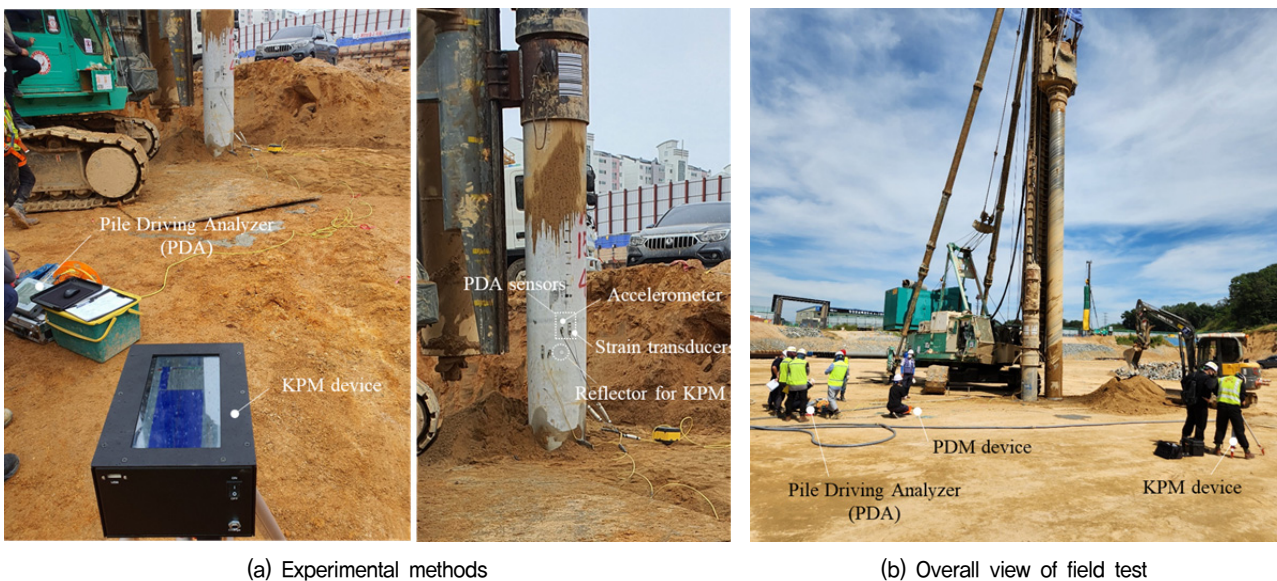 Pile Driving Analyzer
(PDA)
KPM device
PDA sensors
Accelerometer
Strain transducers
Reflector for KPM
PDM device
Pile Driving Analyzer
(PDA)
KPM device
(a) Experimental methods
(b) Overall view of field test